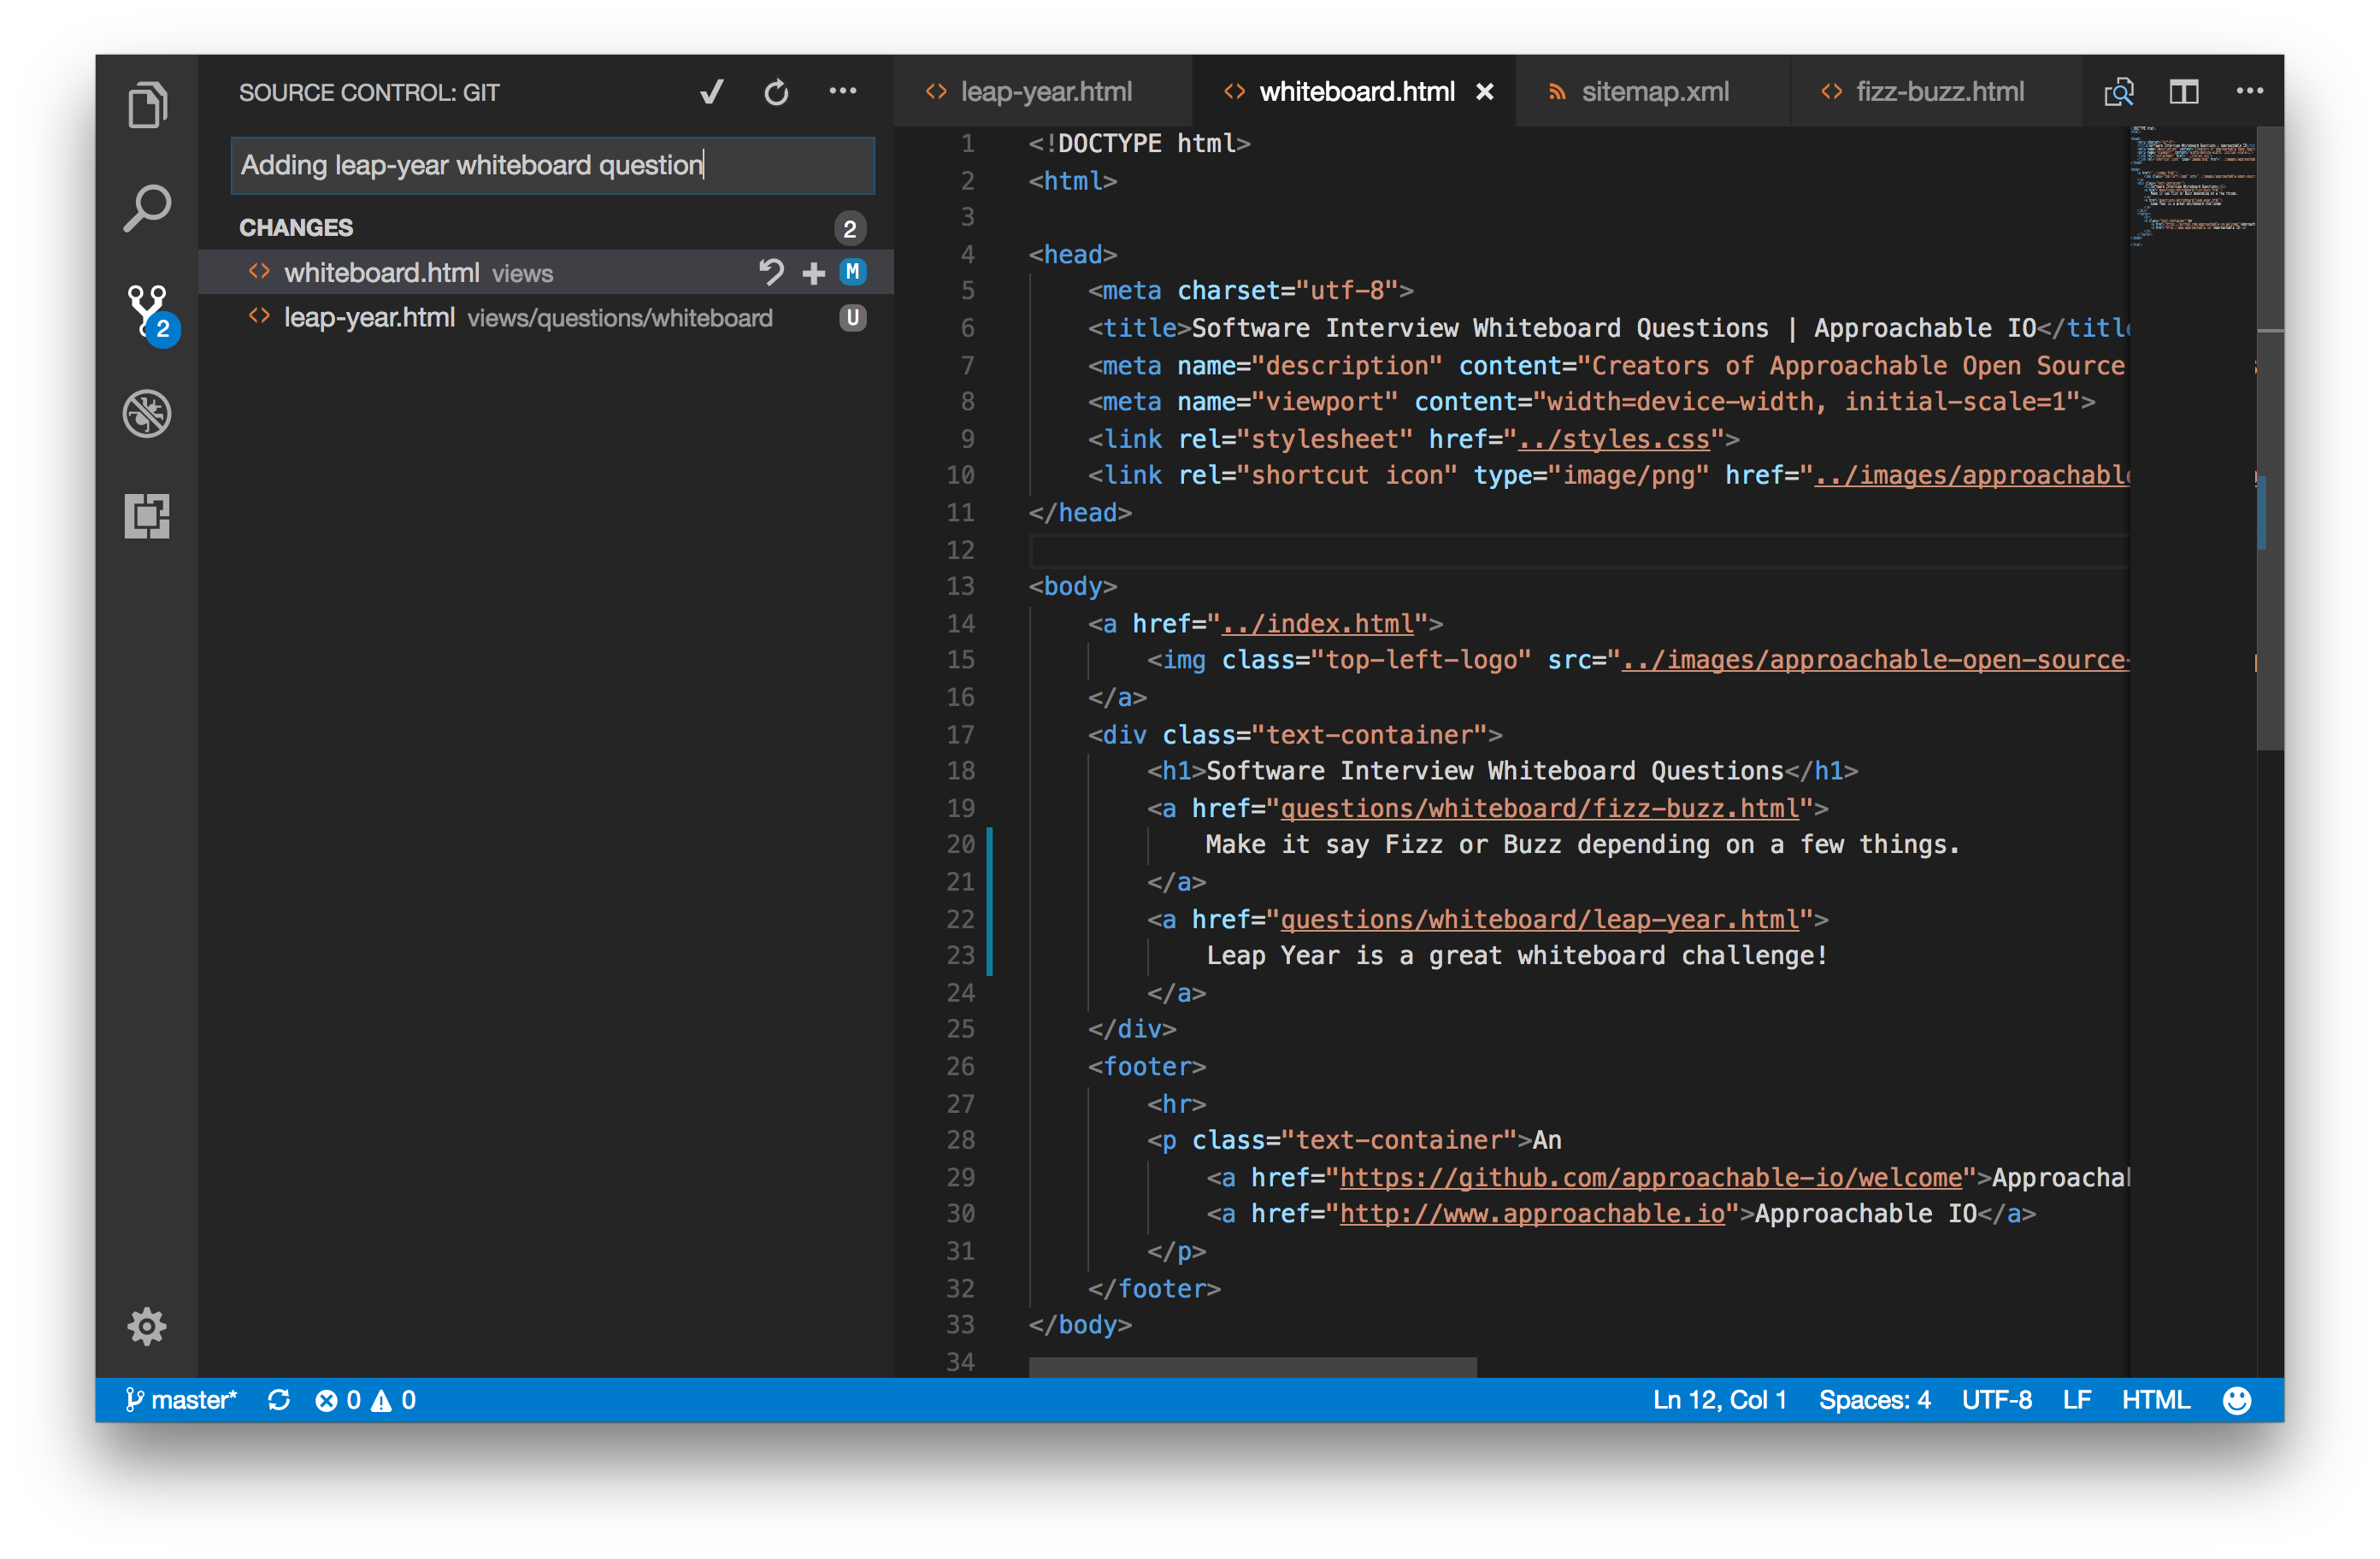 SOURCE CONTROL: GIT
Adding leap-year whiteboard question
CHANGES 2
whiteboard.html views M
leap-year.html views/questions/whiteboard U
2
leap-year.html whiteboard.html sitemap.xml fizz-buzz.html
1 <!DOCTYPE html>
2 <html>
3
4 <head>
5 <meta charset="utf-8">
6 <title>Software Interview Whiteboard Questions | Approachable IO</title
7 <meta name="description" content="Creators of Approachable Open Source
8 <meta name="viewport" content="width=device-width, initial-scale=1">
9 <link rel="stylesheet" href="../styles.css">
10 <link rel="shortcut icon" type="image/png" href="../images/approachable
11 </head>
12
13 <body>
14 <a href="../index.html">
15 <img class="top-left-logo" src="../images/approachable-open-source-
16 </a>
17 <div class="text-container">
18 <h1>Software Interview Whiteboard Questions</h1>
19 <a href="questions/whiteboard/fizz-buzz.html">
20 Make it say Fizz or Buzz depending on a few things.
21 </a>
22 <a href="questions/whiteboard/leap-year.html">
23 Leap Year is a great whiteboard challenge!
24 </a>
25 </div>
26 <footer>
27 <hr>
28 <p class="text-container">An
29 <a href="https://github.com/approachable-io/welcome">Approachal
30 <a href="http://www.approachable.io">Approachable IO</a>
31 </p>
32 </footer>
33 </body>
34
master* 0 0 Ln 12, Col 1 Spaces: 4 UTF-8 LF HTML